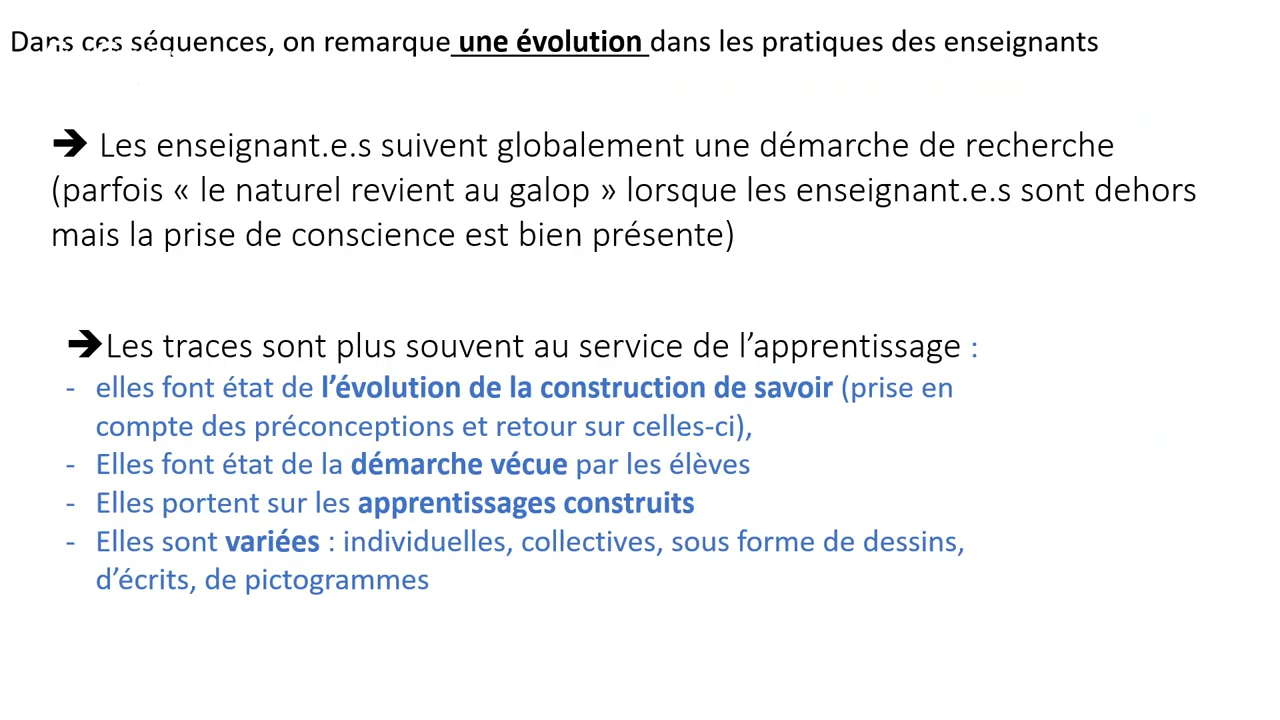 Dans ces séquences, on remarque une évolution dans les pratiques des enseignants
➔ Les enseignant.e.s suivent globalement une démarche de recherche
(parfois « le naturel revient au galop » lorsque les enseignant.e.s sont dehors
mais la prise de conscience est bien présente)
➔Les traces sont plus souvent au service de l’apprentissage :
- elles font état de l’évolution de la construction de savoir (prise en
compte des préconceptions et retour sur celles-ci),
- Elles font état de la démarche vécue par les élèves
- Elles portent sur les apprentissages construits
- Elles sont variées : individuelles, collectives, sous forme de dessins,
d’écrits, de pictogrammes